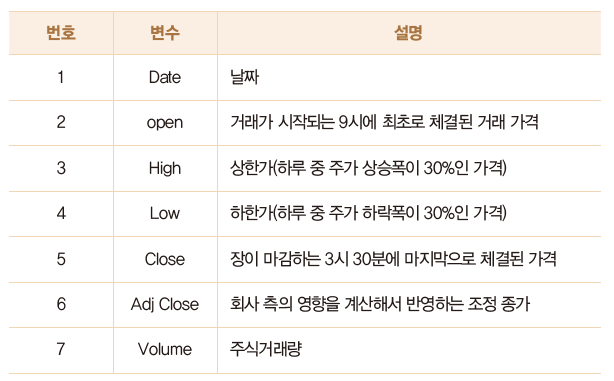 번호 변수 설명
1 Date 날짜
2 open 거래가 시작되는 9시에 최초로 체결된 거래 가격
3 High 상한가(하루 중 주가 상승폭이 30%인 가격)
4 Low 하한가(하루 중 주가 하락폭이 30%인 가격)
5 Close 장이 마감하는 3시 30분에 마지막으로 체결된 가격
6 Adj Close 회사 측의 영향을 계산해서 반영하는 조정 종가
7 Volume 주식거래량